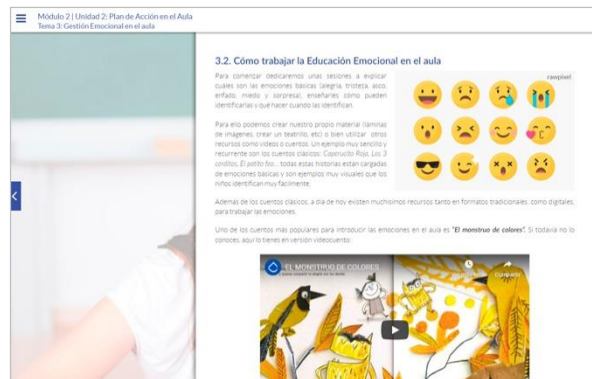 Módulo 2 | Unidad 2: Plan de Acción en el Aula
Tema 3: Gestión Emocional en el aula
3.2. Cómo trabajar la Educación Emocional en el aula
Para comenzar dedicaremos unas sesiones a explicar
cuáles son las emociones básicas (alegría, tristeza, asco,
enfado, miedo y sorpresa), enseñarles cómo pueden
identificarlas y que hacer cuando las identifican.
Para ello podemos crear nuestro propio material (láminas
de imágenes, crear un teatrillo, etc) o bien utilizar otros
recursos como vídeos o cuentos. Un ejemplo muy sencillo y
recurrente son los cuentos clásicos: Caperucita Roja, Los 3
cerditos, El patito feo... todas estas historias están cargadas
de emociones básicas y son ejemplos muy visuales que los
niños identifican muy fácilmente.
rawpixel
Además de los cuentos clásicos, a día de hoy existen muchísimos recursos tanto en formatos tradicionales, como digitales,
para trabajar las emociones.
Uno de los cuentos más populares para introducir las emociones en el aula es "El monstruo de colores". Si todavía no lo
conoces, aquí lo tienes en versión videocuento:
EL MONSTRUO DE COLORES